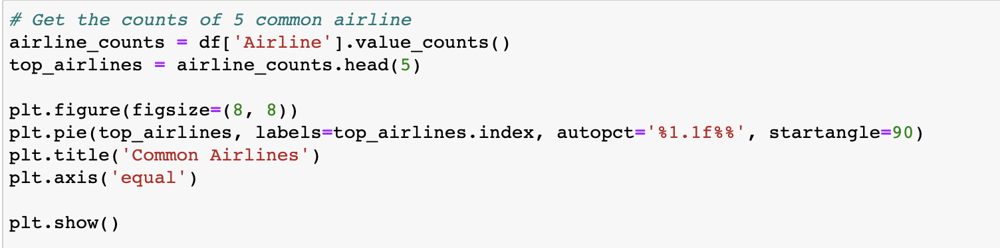 # Get the counts of 5 common airline
airline_counts = df['Airline'].value_counts()
top_airlines = airline_counts.head(5)
plt.figure(figsize=(8, 8))
plt.pie(top_airlines, labels=top_airlines.index, autopct='%1.1f%%', startangle=90)
plt.title('Common Airlines')
plt.axis('equal')
plt.show()